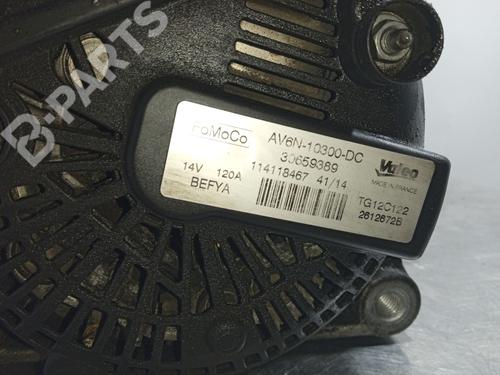 B-PARTS
FoMoCo
AV6N-10300-DC
30659389
Valeo
MADE IN FRANCE
14V 120A
114118467 41/14
BEFYA
TG12C122
2612672B